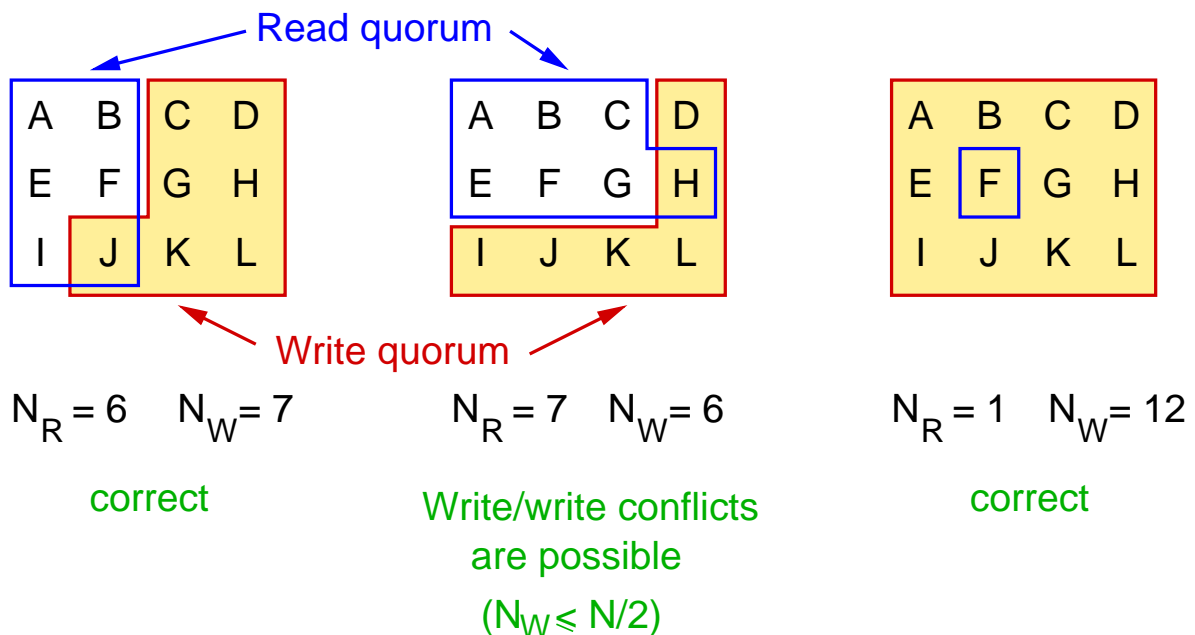 Read quorum
A B C D
E F G H
I J K L
A B C D
E F G H
I J K L
A B C D
E F G H
I J K L
Write quorum
N_R = 6 N_W = 7
N_R = 7 N_W = 6
N_R = 1 N_W = 12
correct
Write/write conflicts
are possible
(N_W ⩽ N/2)
correct